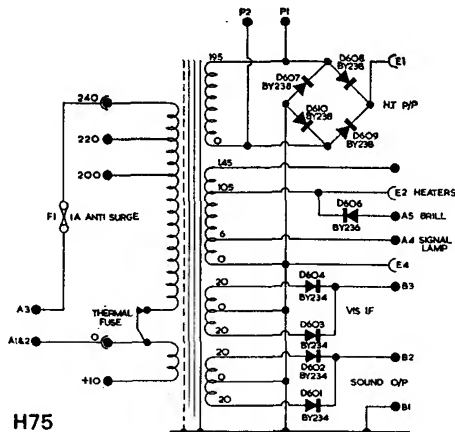 P2 P1
195
D608
BY238
E1
D607
BY238
HT P/P
240
D610
BY238
D609
BY238
220
0
200
145
105
E2 HEATERS
F1 1A ANTI SURGE
D606
BY236
A5 BRILL
6
A4 SIGNAL LAMP
0
E4
20
D604
BY234
B3
A3
THERMAL FUSE
0
VIS IF
20
D603
BY234
A1&2
0
20
D602
BY234
B2
0
SOUND O/P
+10
D601
BY234
20
B1
H75